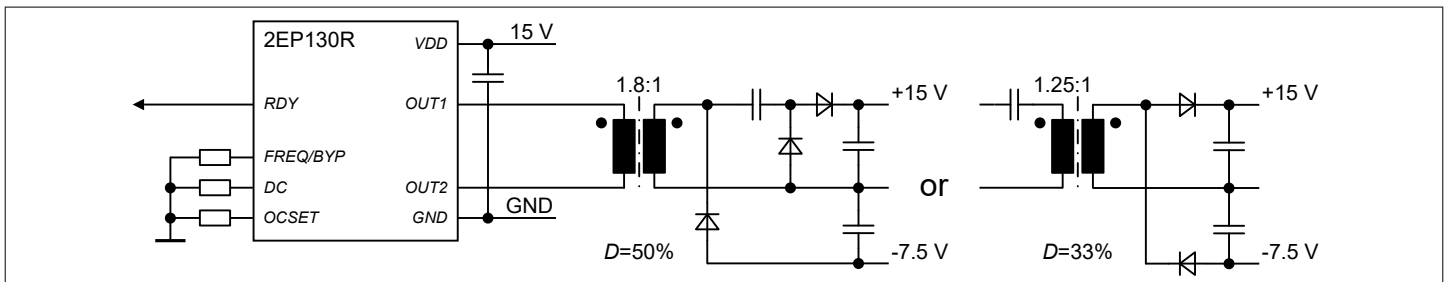 2EP130R
VDD
15 V
RDY
OUT1
1.8:1
+15 V
1.25:1
+15 V
FREQ/BYP
DC
OUT2
or
OCSET
GND
GND
D=50%
-7.5 V
D=33%
-7.5 V